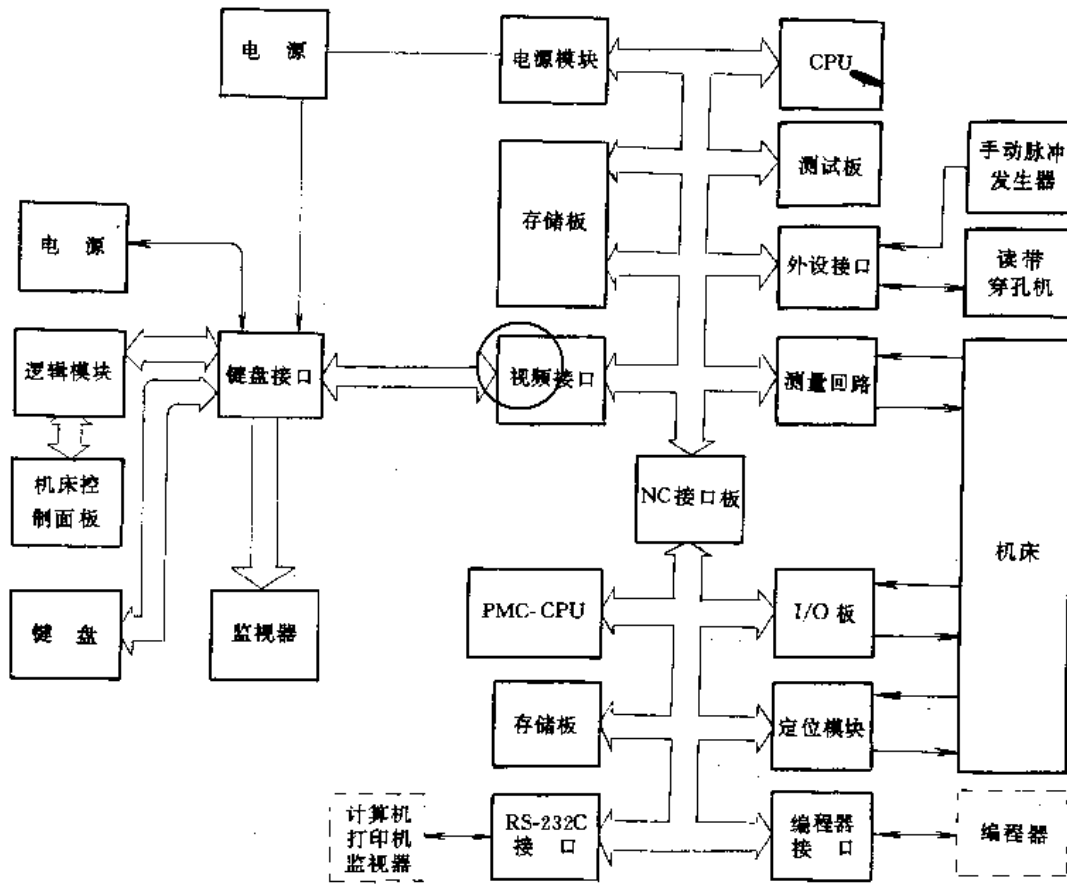 电 源
电源模块
CPU
测试板
手动脉冲
发生器
存储板
电 源
外设接口
读带
穿孔机
逻辑模块
键盘接口
视频接口
测量回路
机床控
制面板
NC接口板
机床
键 盘
监视器
PMC-CPU
I/O 板
存储板
定位模块
计算机
打印机
监视器
RS-232C
接 口
编程器
接 口
编程器